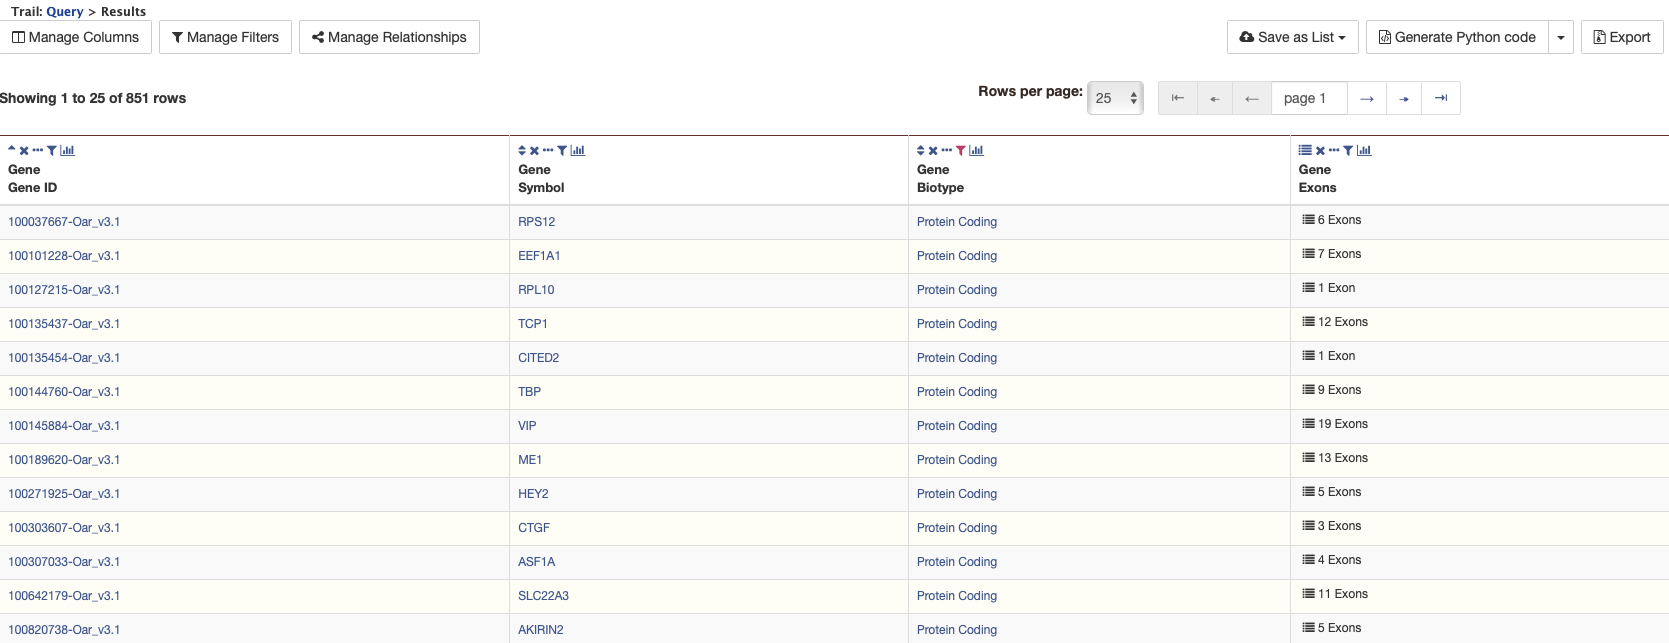 Trail: Query > Results
Manage Columns Manage Filters Manage Relationships Save as List Generate Python code Export
Showing 1 to 25 of 851 rows Rows per page: 25 page 1
Gene Gene Gene Gene
Gene ID Symbol Biotype Exons
100037667-Oar_v3.1 RPS12 Protein Coding 6 Exons
100101228-Oar_v3.1 EEF1A1 Protein Coding 7 Exons
100127215-Oar_v3.1 RPL10 Protein Coding 1 Exon
100135437-Oar_v3.1 TCP1 Protein Coding 12 Exons
100135454-Oar_v3.1 CITED2 Protein Coding 1 Exon
100144760-Oar_v3.1 TBP Protein Coding 9 Exons
100145884-Oar_v3.1 VIP Protein Coding 19 Exons
100189620-Oar_v3.1 ME1 Protein Coding 13 Exons
100271925-Oar_v3.1 HEY2 Protein Coding 5 Exons
100303607-Oar_v3.1 CTGF Protein Coding 3 Exons
100307033-Oar_v3.1 ASF1A Protein Coding 4 Exons
100642179-Oar_v3.1 SLC22A3 Protein Coding 11 Exons
100820738-Oar_v3.1 AKIRIN2 Protein Coding 5 Exons